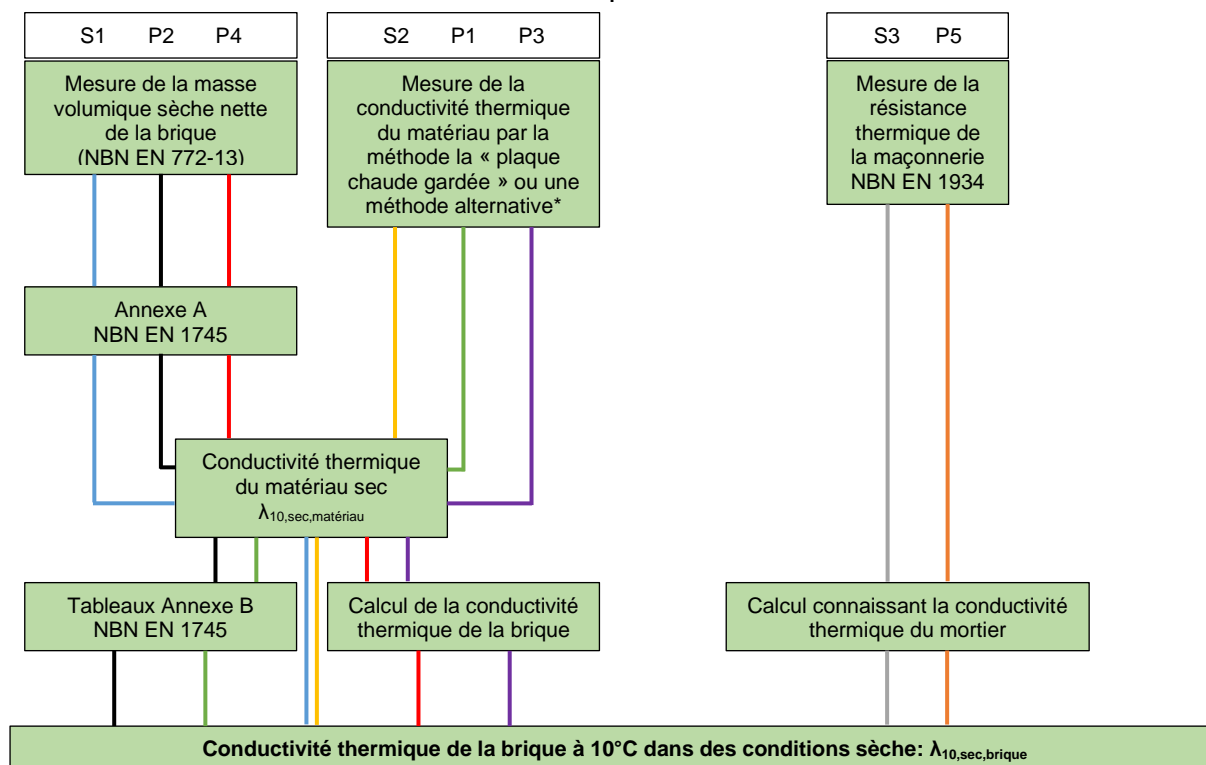 S1 P2 P4
Mesure de la masse
volumique sèche nette
de la brique
(NBN EN 772-13)
S2 P1 P3
Mesure de la
conductivité thermique
du matériau par la
méthode la « plaque
chaude gardée » ou une
méthode alternative*
S3 P5
Mesure de la
résistance
thermique de
la maçonnerie
NBN EN 1934
Annexe A
NBN EN 1745
Conductivité thermique
du matériau sec
λ10,sec,matériau
Tableaux Annexe B
NBN EN 1745
Calcul de la conductivité
thermique de la brique
Calcul connaissant la conductivité
thermique du mortier
Conductivité thermique de la brique à 10°C dans des conditions sèche: λ10,sec,brique